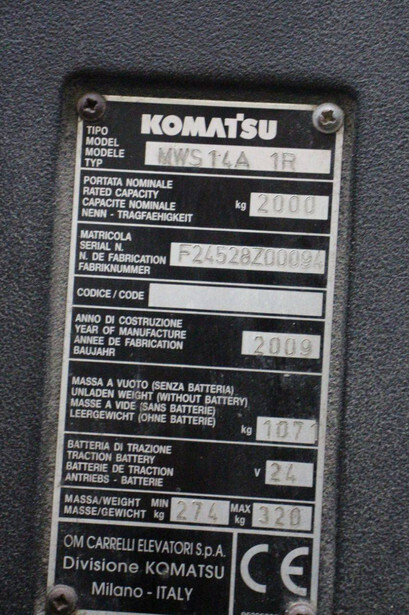 KOMATSU
TIPO
MODEL
MODELE
TYP
MWS14A 1R
PORTATA NOMINALE
RATED CAPACITY
CAPACITE NOMINALE
NENN - TRAGFAEHIGKEIT
kg 2000
MATRICOLA
SERIAL N.
N. DE FABRICATION
FABRIKNUMMER
F24528Z00094
CODICE / CODE
ANNO DI COSTRUZIONE
YEAR OF MANUFACTURE
ANNEE DE FABRICATION
BAUJAHR
2009
MASSA A VUOTO (SENZA BATTERIA)
UNLADEN WEIGHT (WITHOUT BATTERY)
MASSE A VIDE (SANS BATTERIE)
LEERGEWICHT (OHNE BATTERIE)
kg 1071
BATTERIA DI TRAZIONE
TRACTION BATTERY
BATTERIE DE TRACTION
ANTRIEBS - BATTERIE
V 24
MASSA/WEIGHT MIN MAX
MASSE/GEWICHT kg 274 kg 320
OM CARRELLI ELEVATORI S.p.A.
Divisione KOMATSU
Milano - ITALY
CE